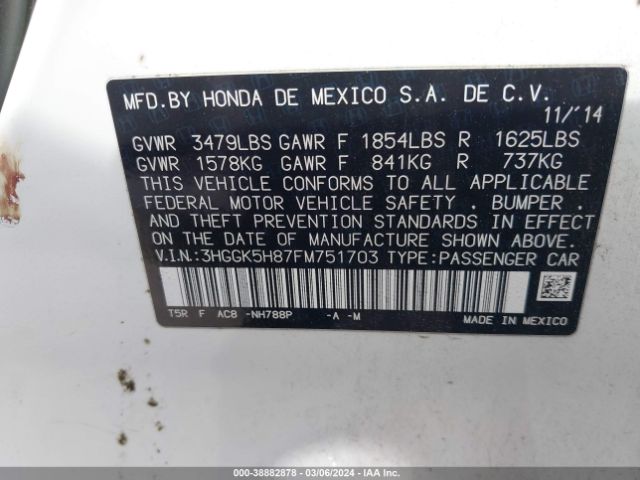 MFD.BY HONDA DE MEXICO S.A. DE C.V.
11/'14
GVWR 3479LBS GAWR F 1854LBS R 1625LBS
GVWR 1578KG GAWR F 841KG R 737KG
THIS VEHICLE CONFORMS TO ALL APPLICABLE
FEDERAL MOTOR VEHICLE SAFETY . BUMPER .
AND THEFT PREVENTION STANDARDS IN EFFECT
ON THE DATE OF MANUFACTURE SHOWN ABOVE.
V.I.N.:3HGGK5H87FM751703 TYPE:PASSENGER CAR
T5R F AC8 -NH788P -A -M MADE IN MEXICO
000-38882878 - 03/06/2024 - IAA Inc.